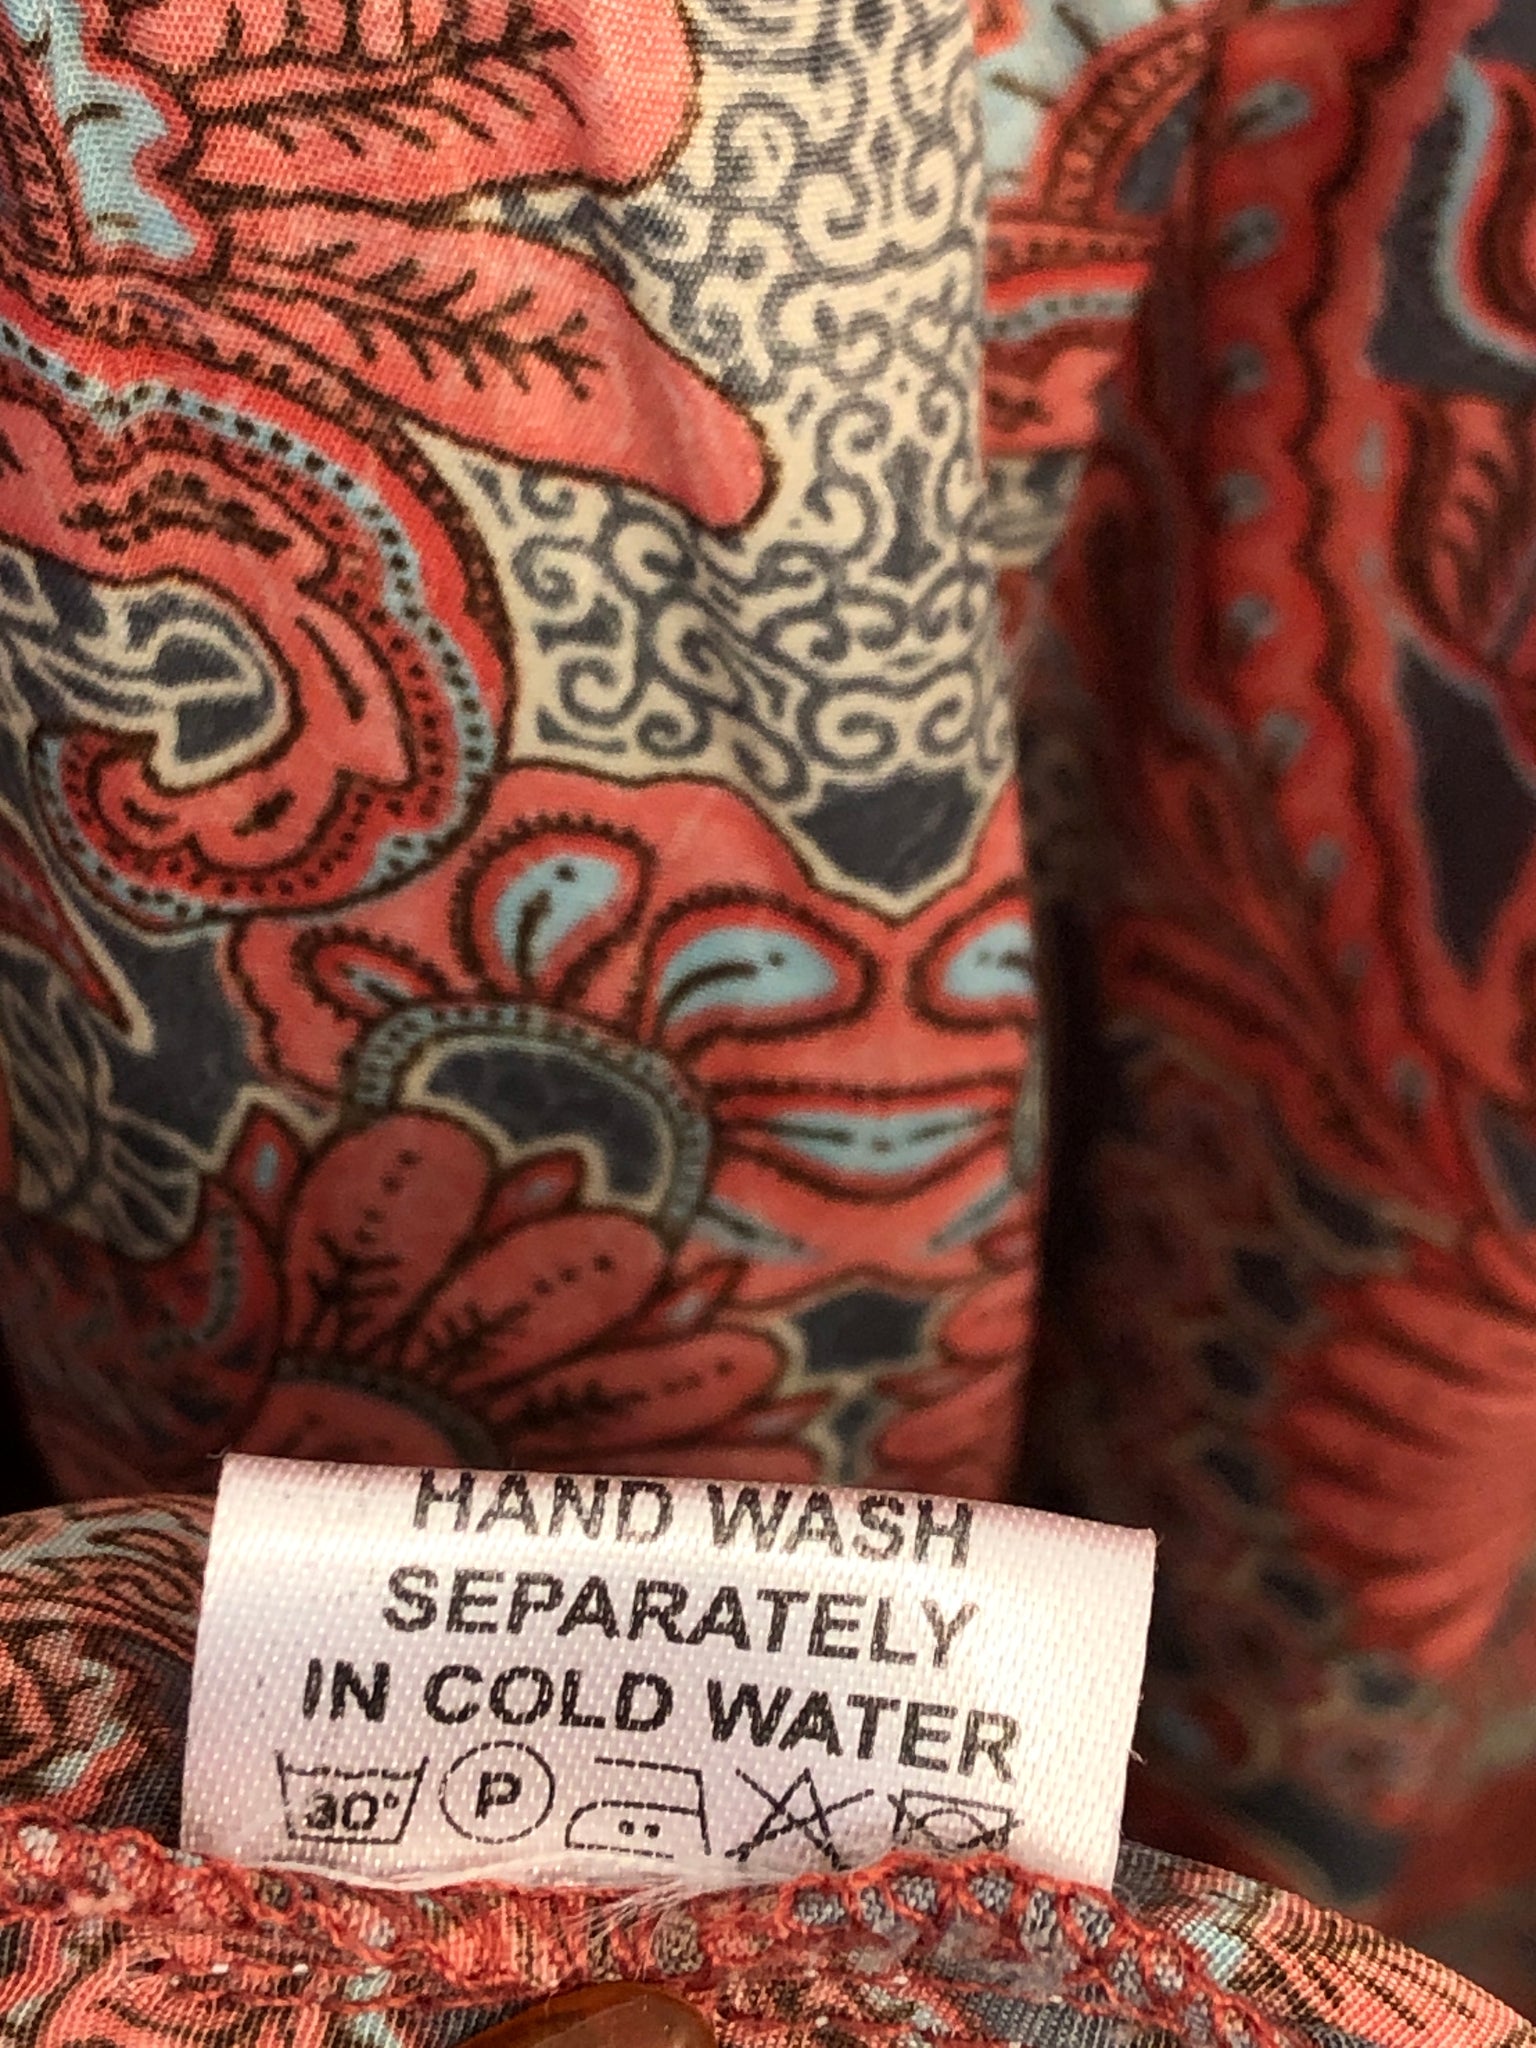 HAND WASH
SEPARATELY
IN COLD WATER
30° P